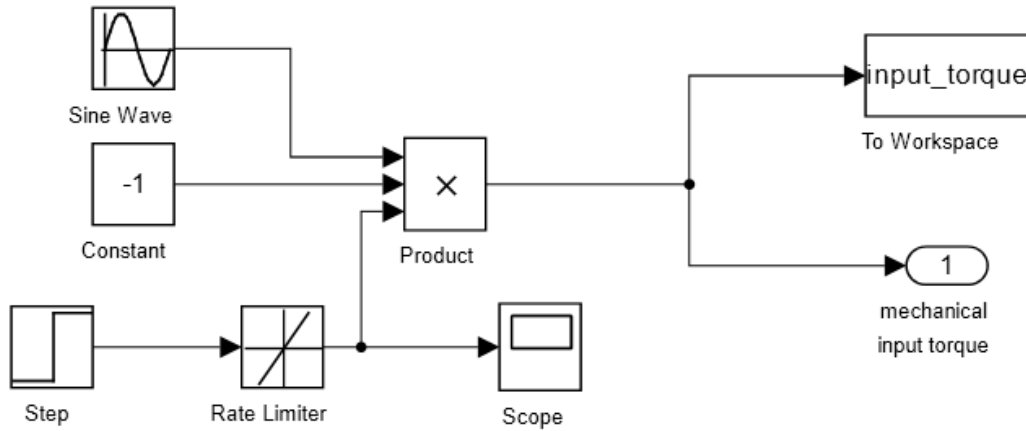 Sine Wave
-1
Constant
×
Product
input_torque
To Workspace
1
mechanical
input torque
Step
Rate Limiter
Scope